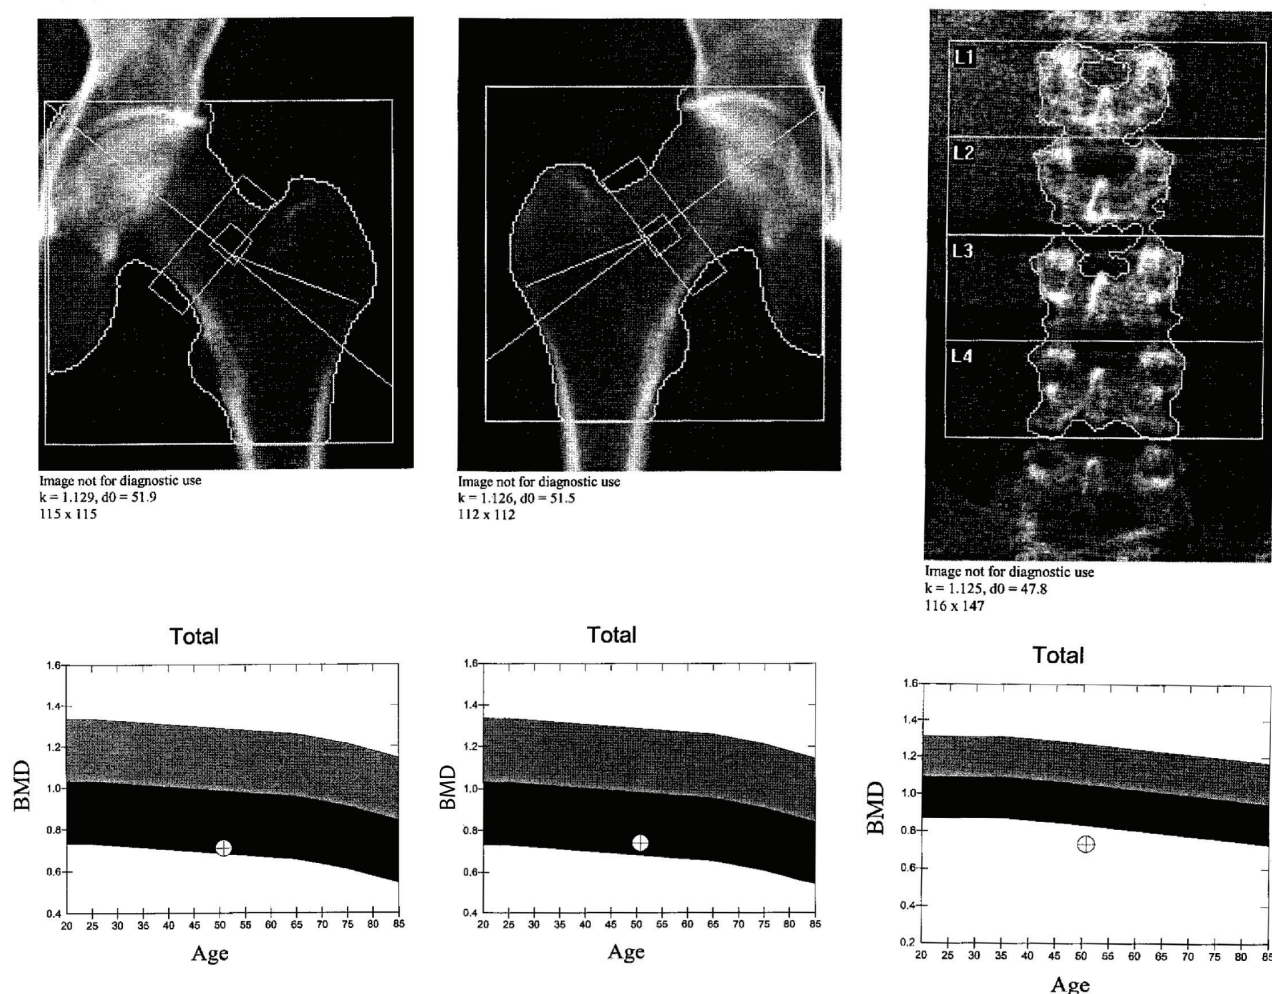 L1
L2
L3
L4
Image not for diagnostic use
k = 1.129, d0 = 51.9
115 x 115
Image not for diagnostic use
k = 1.126, d0 = 51.5
112 x 112
Image not for diagnostic use
k = 1.125, d0 = 47.8
116 x 147
Total
1.6
1.4
1.2
1.0
0.8
0.6
0.4
BMD
20 25 30 35 40 45 50 55 60 65 70 75 80 85
Age
Total
1.6
1.4
1.2
1.0
0.8
0.6
0.4
BMD
20 25 30 35 40 45 50 55 60 65 70 75 80 85
Age
Total
1.6
1.4
1.2
1.0
0.8
0.6
0.4
0.2
BMD
20 25 30 35 40 45 50 55 60 65 70 75 80 85
Age